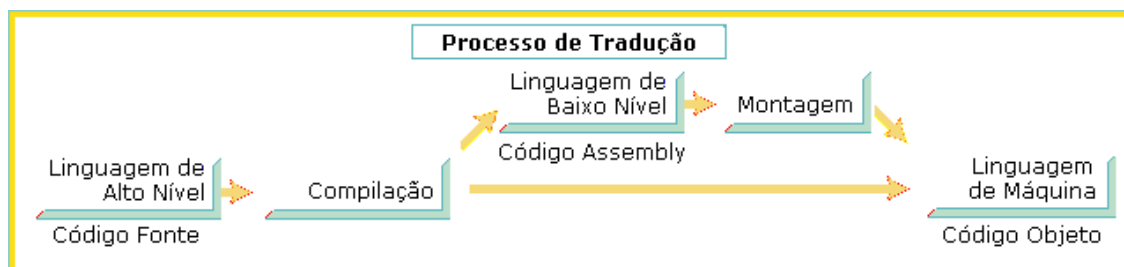 Processo de Tradução
Linguagem de
Baixo Nível
Montagem
Código Assembly
Linguagem de
Alto Nível
Código Fonte
Compilação
Linguagem
de Máquina
Código Objeto